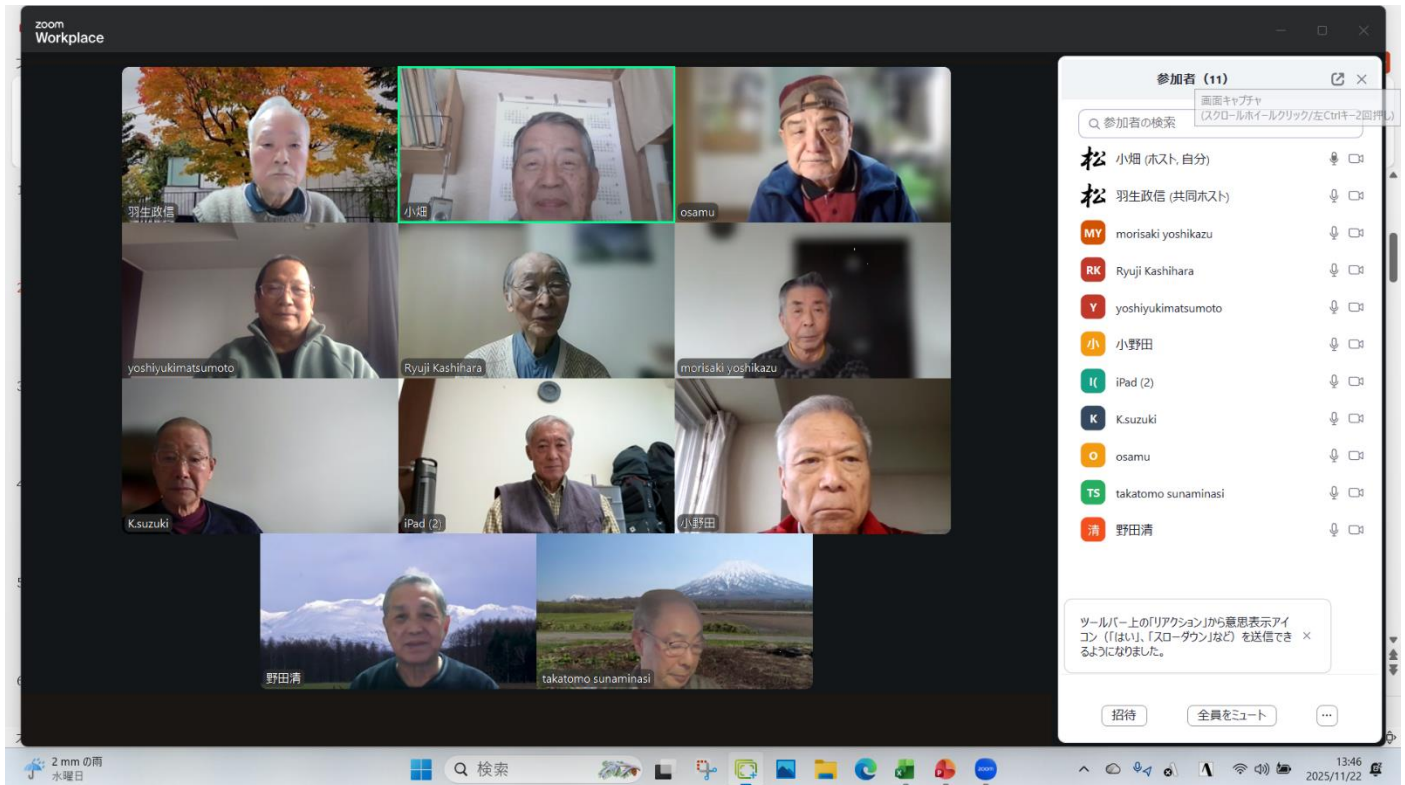 zoom
Workplace
羽生政信
小畑
osamu
yoshiyukimatsumoto
Ryuji Kashihara
morisaki yoshikazu
K.suzuki
iPad (2)
小野田
野田清
takatomo sunaminasi
参加者 (11)
画面キャプチャ
(スクロールホイールクリック/左Ctrlキー2回押し)
参加者の検索
松 小畑 (ホスト, 自分)
松 羽生政信 (共同ホスト)
MY morisaki yoshikazu
RK Ryuji Kashihara
Y yoshiyukimatsumoto
小 小野田
I( iPad (2)
K K.suzuki
O osamu
TS takatomo sunaminasi
清 野田清
ツールバー上の「リアクション」から意思表示アイ
コン (「はい」、「スローダウン」など) を送信でき
るようになりました。
招待 全員をミュート ...
2 mm の雨
水曜日
検索
zoom
A
13:46
2025/11/22